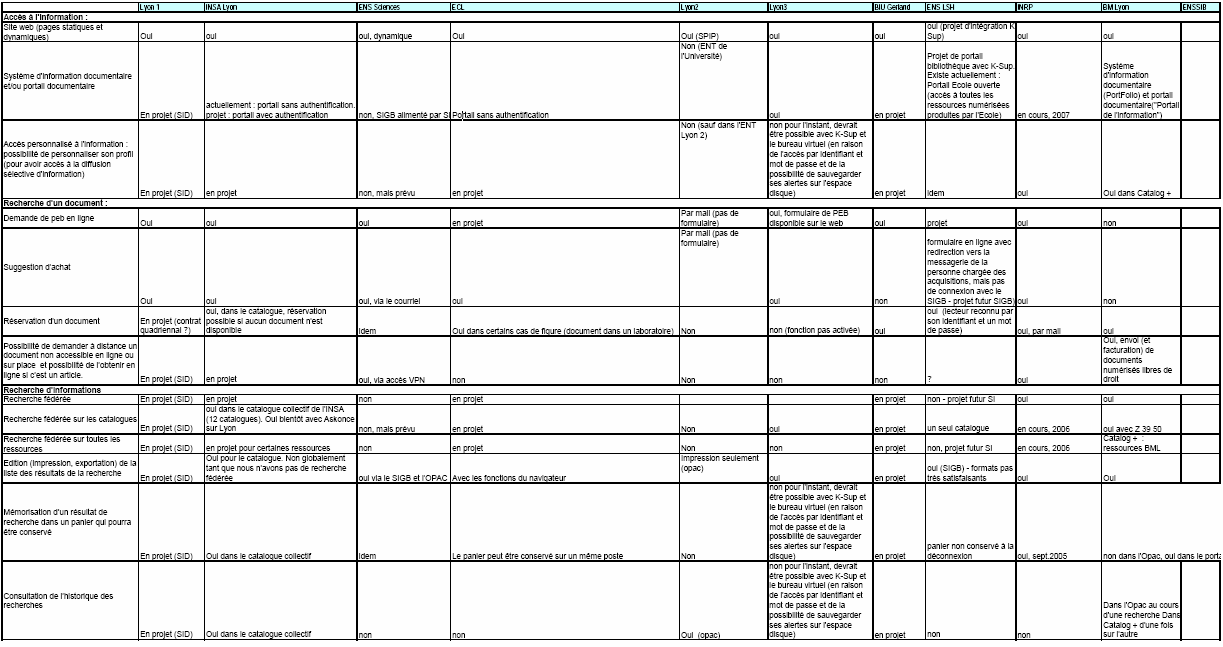 Lyon 1 INSA Lyon ENS Sciences ECL Lyon2 Lyon3 BIU Gerland ENS LSH INRP BM Lyon ENSSIB
Accès à l'information :
Site web (pages statiques et dynamiques) Oui oui oui, dynamique Oui Oui (SPIP) oui oui oui (projet d'intégration K Sup) oui oui
Système d'information documentaire et/ou portail documentaire En projet (SID) actuellement : portail sans authentification. projet : portail avec authentification non, SIGB alimenté par SI Portail sans authentification Non (ENT de l'Université) oui Projet de portail bibliothèque avec K-Sup. Existe actuellement : Portail Ecole ouverte (accès à toutes les ressources numérisées produites par l'Ecole) en cours, 2007 Système d'information documentaire (PortFolio) et portail documentaire("Portail de l'information")
Accès personnalisé à l'information : possibilité de personnaliser son profil (pour avoir accès à la diffusion sélective d'information) En projet (SID) en projet non, mais prévu en projet Non (sauf dans l'ENT Lyon 2) non pour l'instant, devrait être possible avec K-Sup et le bureau virtuel (en raison de l'accès par identifiant et mot de passe et de la possibilité de sauvegarder ses alertes sur l'espace disque) en projet Idem oui Oui dans Catalog +
Recherche d'un document :
Demande de peb en ligne Oui oui oui en projet Par mail (pas de formulaire) oui, formulaire de PEB disponible sur le web oui projet oui non
Suggestion d'achat Oui oui oui, via le courriel oui Par mail (pas de formulaire) oui non formulaire en ligne avec redirection vers la messagerie de la personne chargée des acquisitions, mais pas de connexion avec le SIGB - projet futur SIGB) oui non
Réservation d'un document En projet (contrat quadriennal ?) oui, dans le catalogue, réservation possible si aucun document n'est disponible Idem Oui dans certains cas de figure (document dans un laboratoire) Non non (fonction pas activée) oui oui (lecteur reconnu par son identifiant et un mot de passe) oui, par mail oui
Possibilité de demander à distance un document non accessible en ligne ou sur place et possibilité de l'obtenir en ligne si c'est un article. En projet (SID) en projet oui, via accès VPN non Non non non ? oui Oui, envoi (et facturation) de documents numérisés libres de droit
Recherche d'informations
Recherche fédérée En projet (SID) en projet non en projet en projet non - projet futur SI oui oui
Recherche fédérée sur les catalogues En projet (SID) oui dans le catalogue collectif de l'INSA (12 catalogues). Oui bientôt avec Askonce sur Lyon non, mais prévu en projet Non oui en projet un seul catalogue en cours, 2006 oui avec Z 39 50
Recherche fédérée sur toutes les ressources En projet (SID) en projet pour certaines ressources non en projet Non non en projet non, projet futur SI en cours, 2006 Catalog + : ressources BML
Edition (impression, exportation) de la liste des résultats de la recherche En projet (SID) Oui pour le catalogue. Non globalement tant que nous n'avons pas de recherche fédérée oui via le SIGB et l'OPAC Avec les fonctions du navigateur Impression seulement (opac) oui en projet oui (SIGB) - formats pas très satisfaisants oui Oui
Mémorisation d'un résultat de recherche dans un panier qui pourra être conservé En projet (SID) Oui dans le catalogue collectif Idem Le panier peut être conservé sur un même poste Non non pour l'instant, devrait être possible avec K-Sup et le bureau virtuel (en raison de l'accès par identifiant et mot de passe et de la possibilité de sauvegarder ses alertes sur l'espace disque) en projet panier non conservé à la déconnexion oui, sept.2005 non dans l'Opac, oui dans le porta
Consultation de l'historique des recherches En projet (SID) Oui dans le catalogue collectif non non Oui (opac) non pour l'instant, devrait être possible avec K-Sup et le bureau virtuel (en raison de l'accès par identifiant et mot de passe et de la possibilité de sauvegarder ses alertes sur l'espace disque) en projet non non Dans l'Opac au cours d'une recherche Dans Catalog + d'une fois sur l'autre